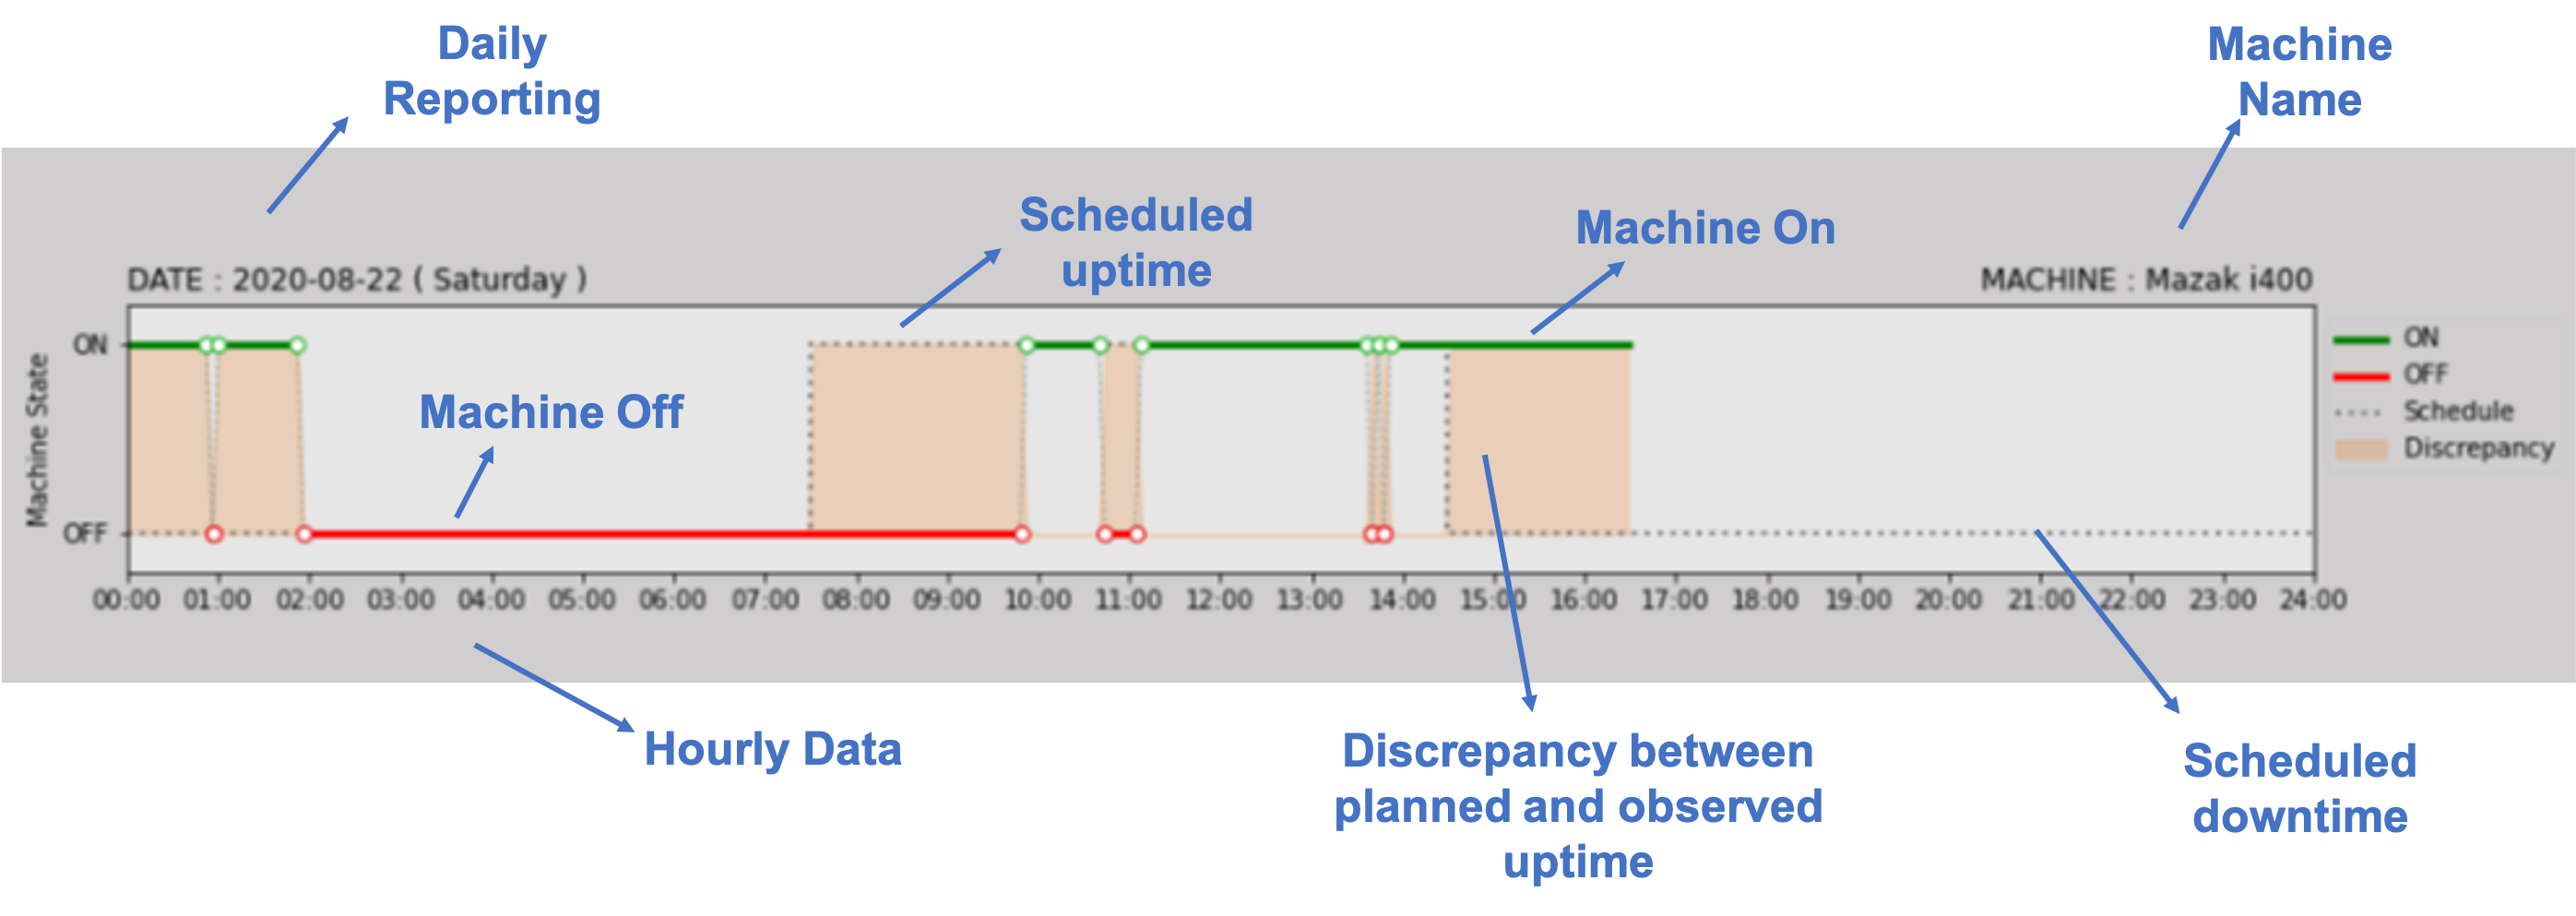 Daily
Reporting
Machine
Name
Scheduled
uptime
Machine On
DATE : 2020-08-22 ( Saturday )
MACHINE : Mazak i400
Machine State
ON
OFF
Machine Off
ON
OFF
Schedule
Discrepancy
00:00 01:00 02:00 03:00 04:00 05:00 06:00 07:00 08:00 09:00 10:00 11:00 12:00 13:00 14:00 15:00 16:00 17:00 18:00 19:00 20:00 21:00 22:00 23:00 24:00
Hourly Data
Discrepancy between
planned and observed
uptime
Scheduled
downtime